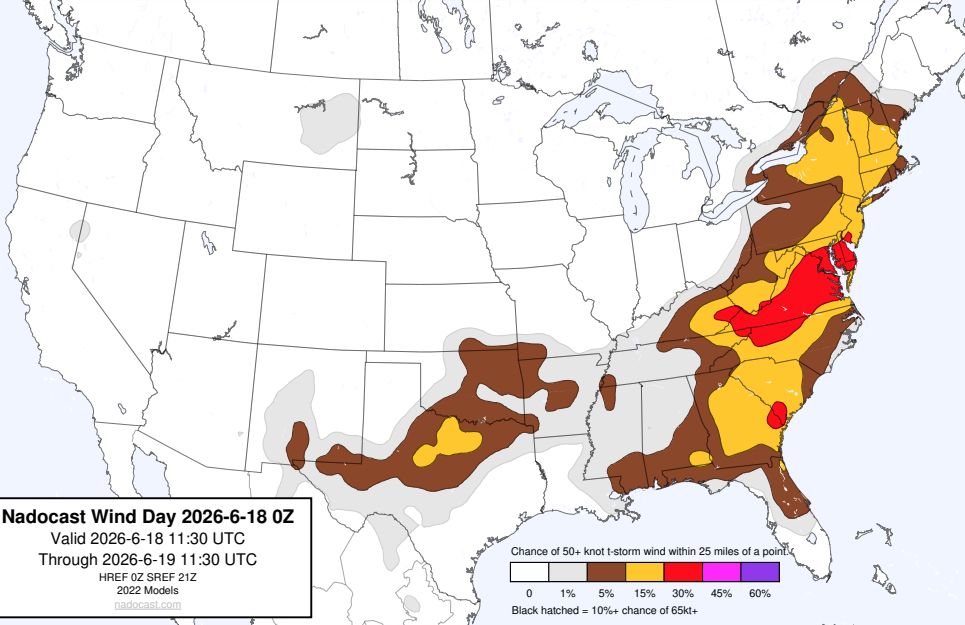 Nadocast Wind Day 2026-6-18 0Z
Valid 2026-6-18 11:30 UTC
Through 2026-6-19 11:30 UTC
HREF 0Z SREF 21Z
2022 Models
nadocast.com
Chance of 50+ knot t-storm wind within 25 miles of a point.
0 1% 5% 15% 30% 45% 60%
Black hatched = 10%+ chance of 65kt+